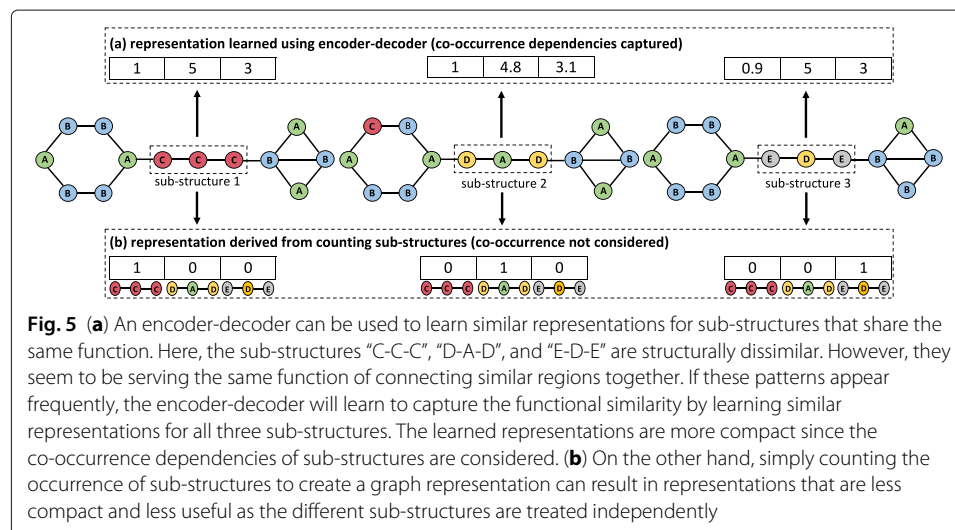 (a) representation learned using encoder-decoder (co-occurrence dependencies captured)
1 5 3 1 4.8 3.1 0.9 5 3
B B A C B A B B A
A A C C C B B A A D A D B B A A E D E B B
sub-structure 1 sub-structure 2 sub-structure 3
B B A B B A B B B
(b) representation derived from counting sub-structures (co-occurrence not considered)
1 0 0 0 1 0 0 0 1
C C C D A D E D E C C C D A D E D E C C C D A D E D E
Fig. 5 (a) An encoder-decoder can be used to learn similar representations for sub-structures that share the
same function. Here, the sub-structures “C-C-C”, “D-A-D”, and “E-D-E” are structurally dissimilar. However, they
seem to be serving the same function of connecting similar regions together. If these patterns appear
frequently, the encoder-decoder will learn to capture the functional similarity by learning similar
representations for all three sub-structures. The learned representations are more compact since the
co-occurrence dependencies of sub-structures are considered. (b) On the other hand, simply counting the
occurrence of sub-structures to create a graph representation can result in representations that are less
compact and less useful as the different sub-structures are treated independently